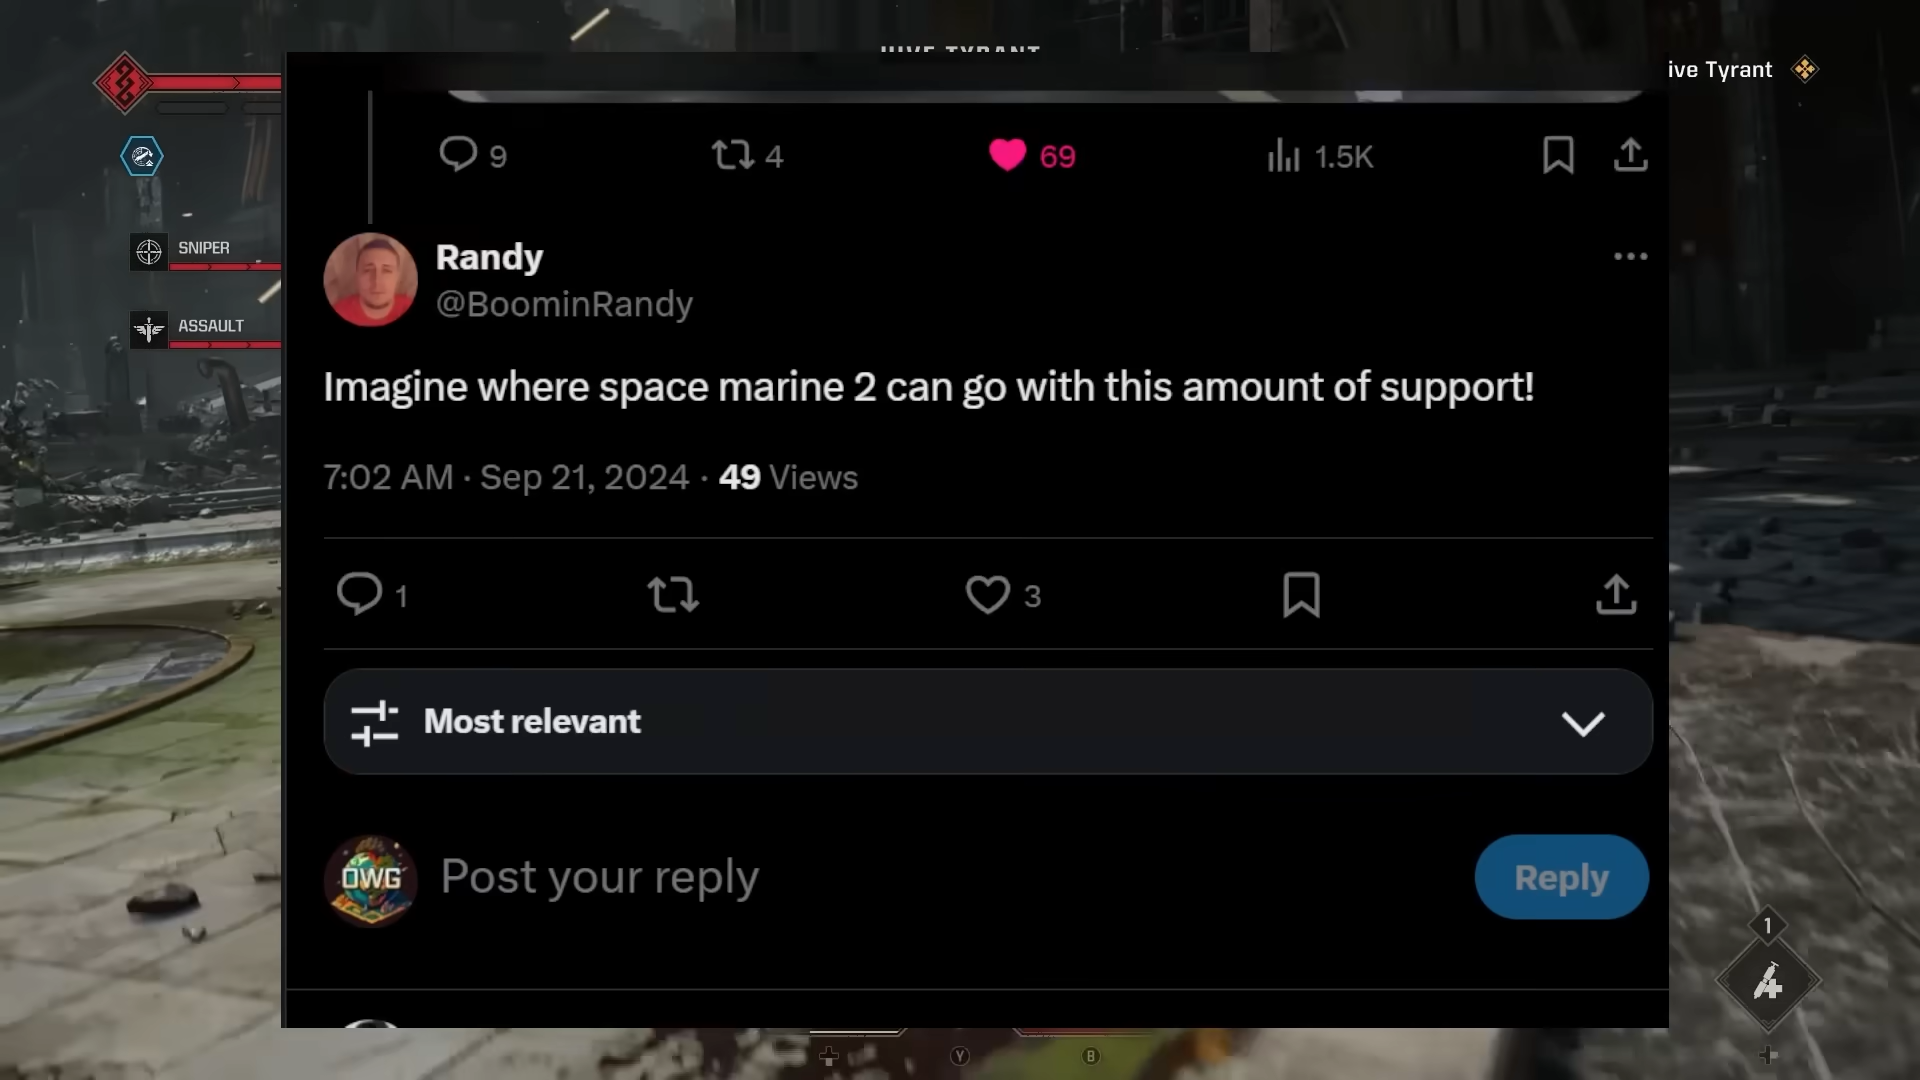 HIVE TYRANT
ive Tyrant
9
4
69
1.5K
SNIPER
ASSAULT
Randy
@BoominRandy
Imagine where space marine 2 can go with this amount of support!
7:02 AM · Sep 21, 2024 · 49 Views
1
3
Most relevant
OWG
Post your reply
Reply
1
Y
B